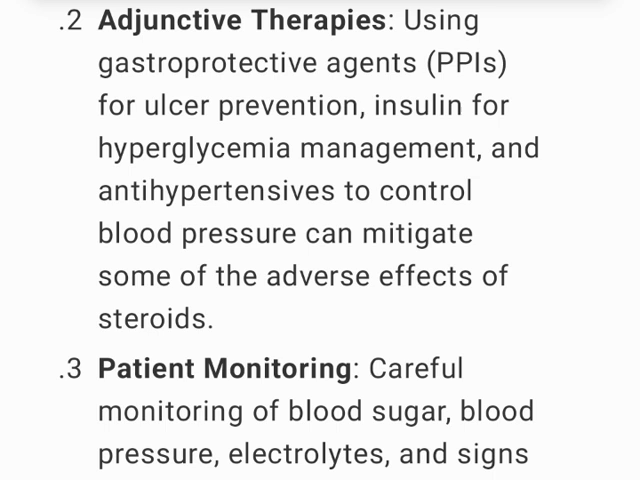 .2 Adjunctive Therapies: Using
gastroprotective agents (PPIs)
for ulcer prevention, insulin for
hyperglycemia management, and
antihypertensives to control
blood pressure can mitigate
some of the adverse effects of
steroids.
.3 Patient Monitoring: Careful
monitoring of blood sugar, blood
pressure, electrolytes, and signs